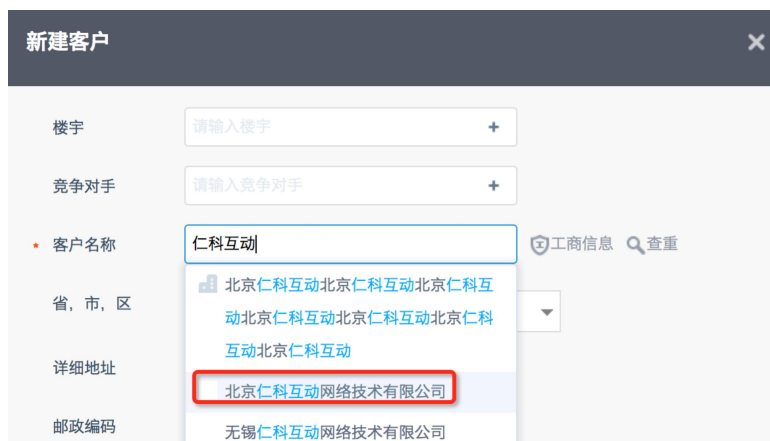 新建客户
楼宇 请输入楼宇
竞争对手 请输入竞争对手
* 客户名称 仁科互动 工商信息 查重
北京仁科互动北京仁科互动北京仁科互
省，市，区
动北京仁科互动北京仁科互动北京仁科
互动北京仁科互动
详细地址
北京仁科互动网络技术有限公司
邮政编码
无锡仁科互动网络技术有限公司